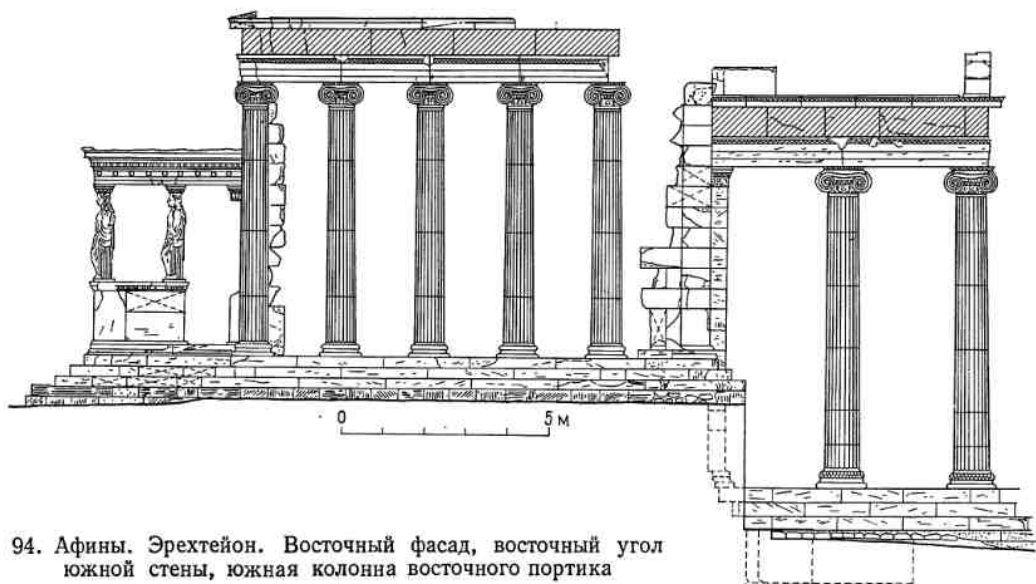 0 5 м
94. Афины. Эрехтейон. Восточный фасад, восточный угол
южной стены, южная колонна восточного портика